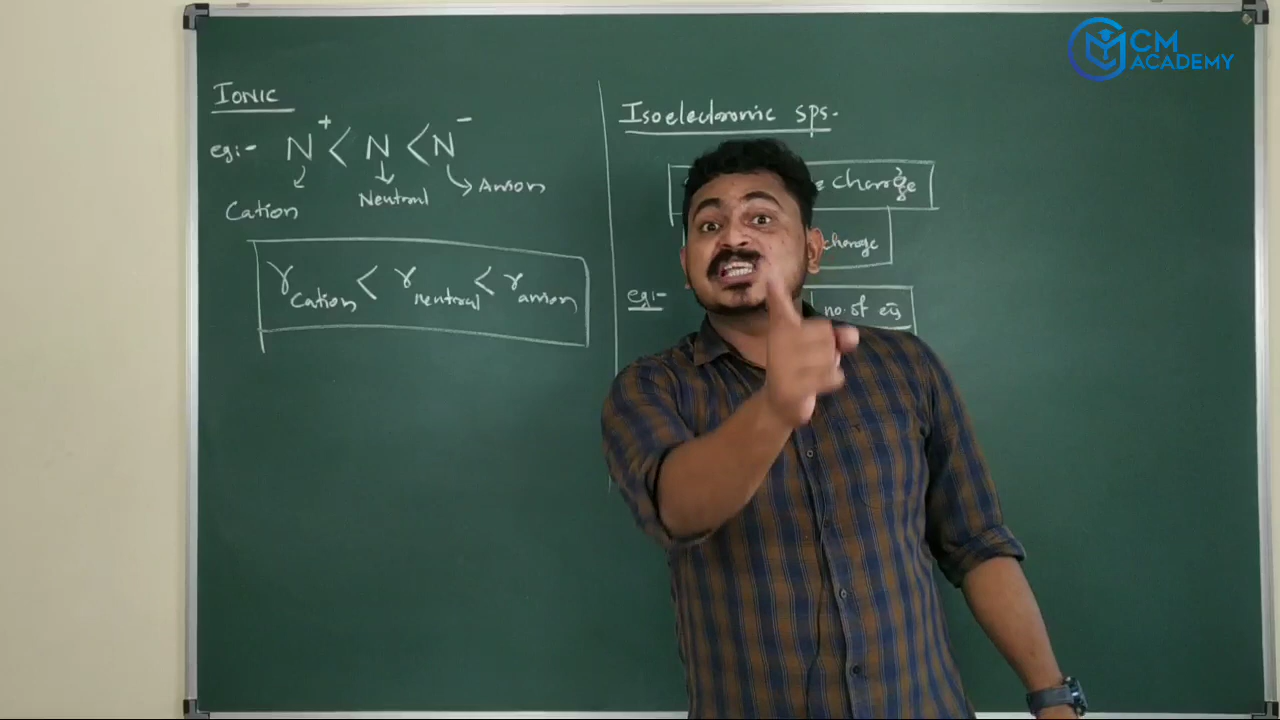 IONIC
eg:- N⁺ < N < N⁻
Cation
Neutral
Anion
r cation < r neutral < r anion
Isoelectronic sps.
charge
charge
eg:-
no. of e⁻s
CM
ACADEMY